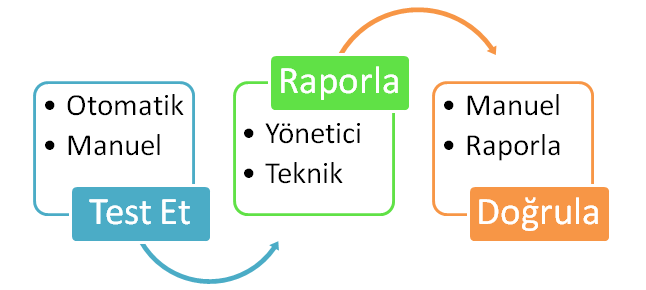 • Otomatik
• Manuel
Test Et
Raporla
• Yönetici
• Teknik
• Manuel
• Raporla
Doğrula